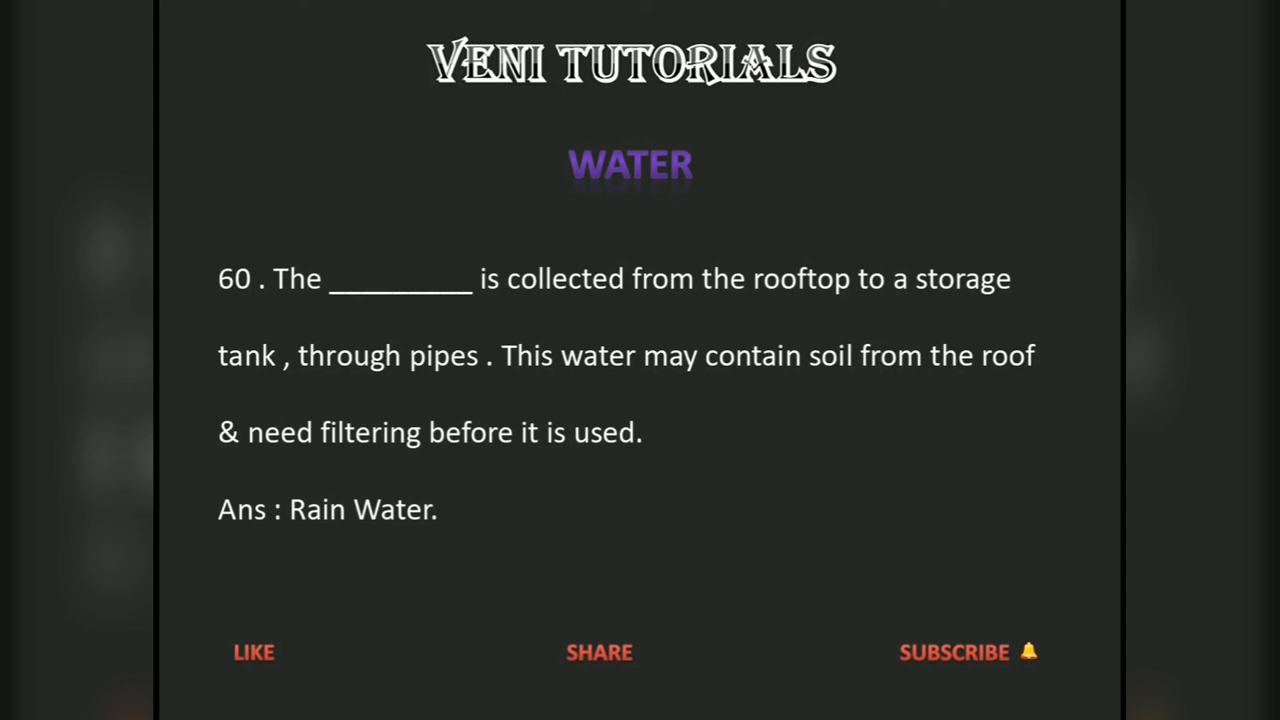 VENI TUTORIALS
WATER
60 . The _________ is collected from the rooftop to a storage
tank , through pipes . This water may contain soil from the roof
& need filtering before it is used.
Ans : Rain Water.
LIKE SHARE SUBSCRIBE